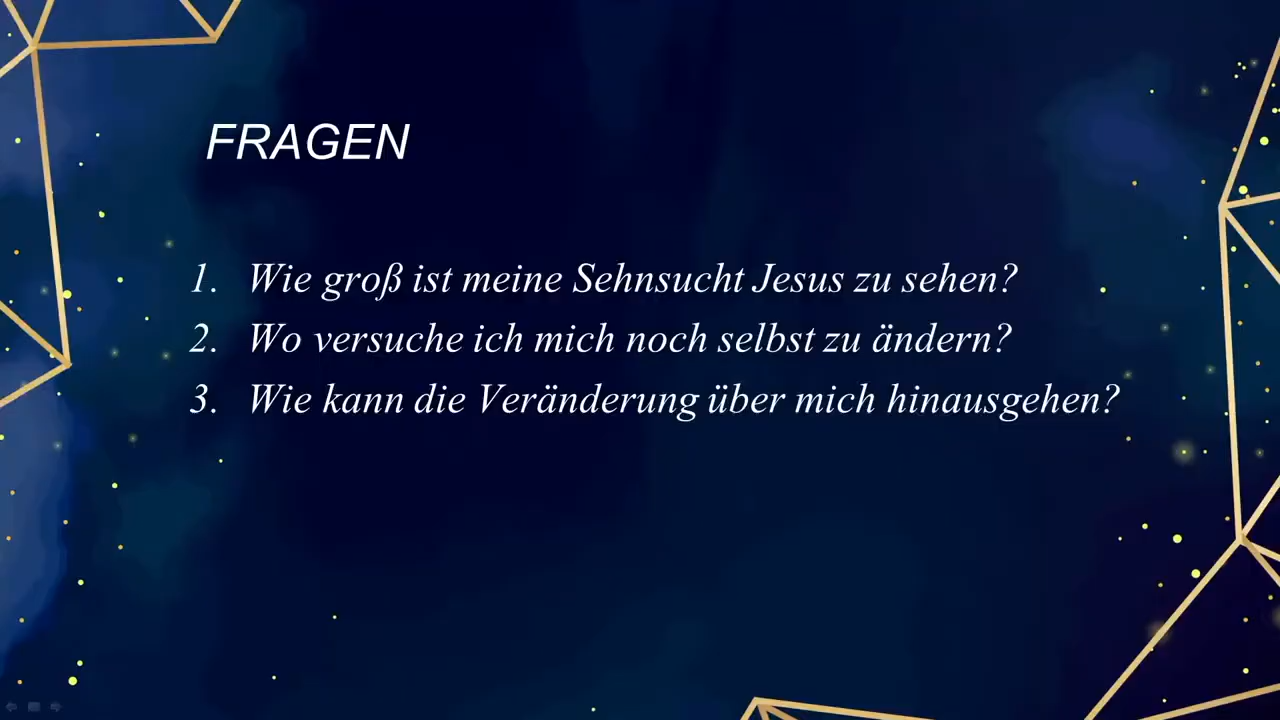 FRAGEN
1. Wie groß ist meine Sehnsucht Jesus zu sehen?
2. Wo versuche ich mich noch selbst zu ändern?
3. Wie kann die Veränderung über mich hinausgehen?